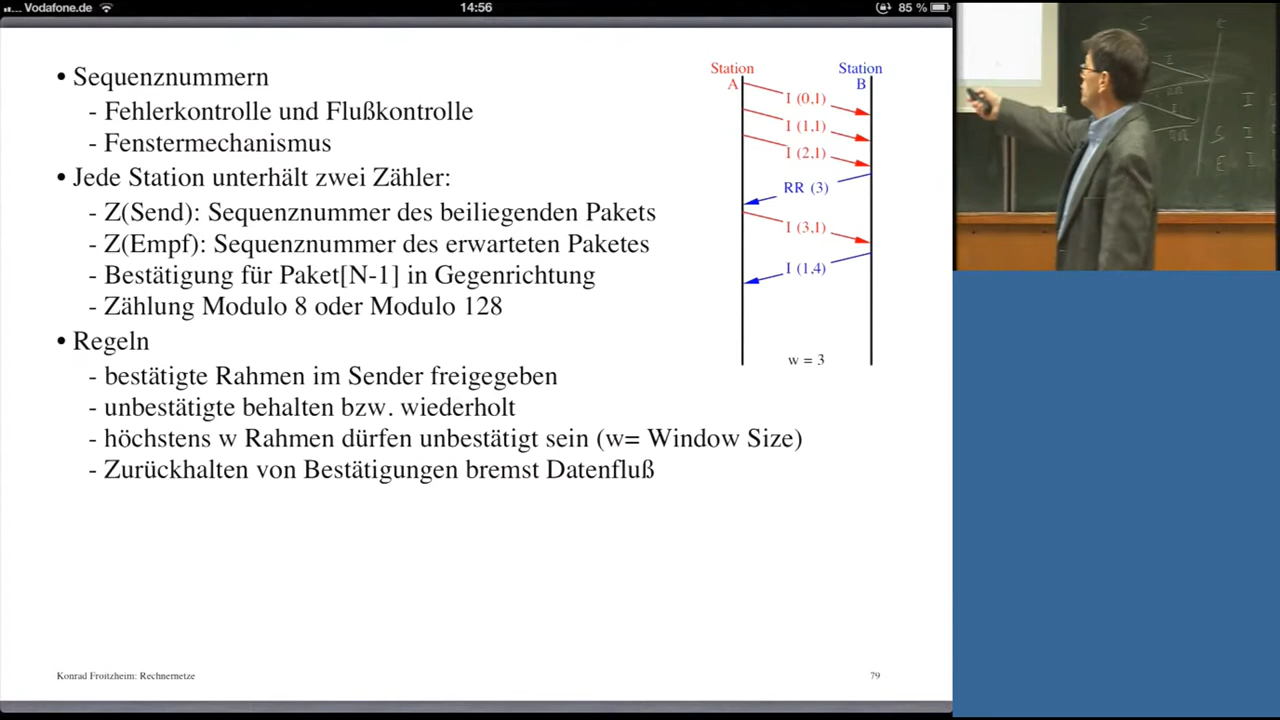 Vodafone.de
14:56
85 %
• Sequenznummern
- Fehlerkontrolle und Flußkontrolle
- Fenstermechanismus
• Jede Station unterhält zwei Zähler:
- Z(Send): Sequenznummer des beiliegenden Pakets
- Z(Empf): Sequenznummer des erwarteten Paketes
- Bestätigung für Paket[N-1] in Gegenrichtung
- Zählung Modulo 8 oder Modulo 128
• Regeln
- bestätigte Rahmen im Sender freigegeben
- unbestätigte behalten bzw. wiederholt
- höchstens w Rahmen dürfen unbestätigt sein (w= Window Size)
- Zurückhalten von Bestätigungen bremst Datenfluß
Station
A
Station
B
I (0,1)
I (1,1)
I (2,1)
RR (3)
I (3,1)
I (1,4)
w = 3
Konrad Froitzheim: Rechnernetze
79
S
E
I
I
S I
E I